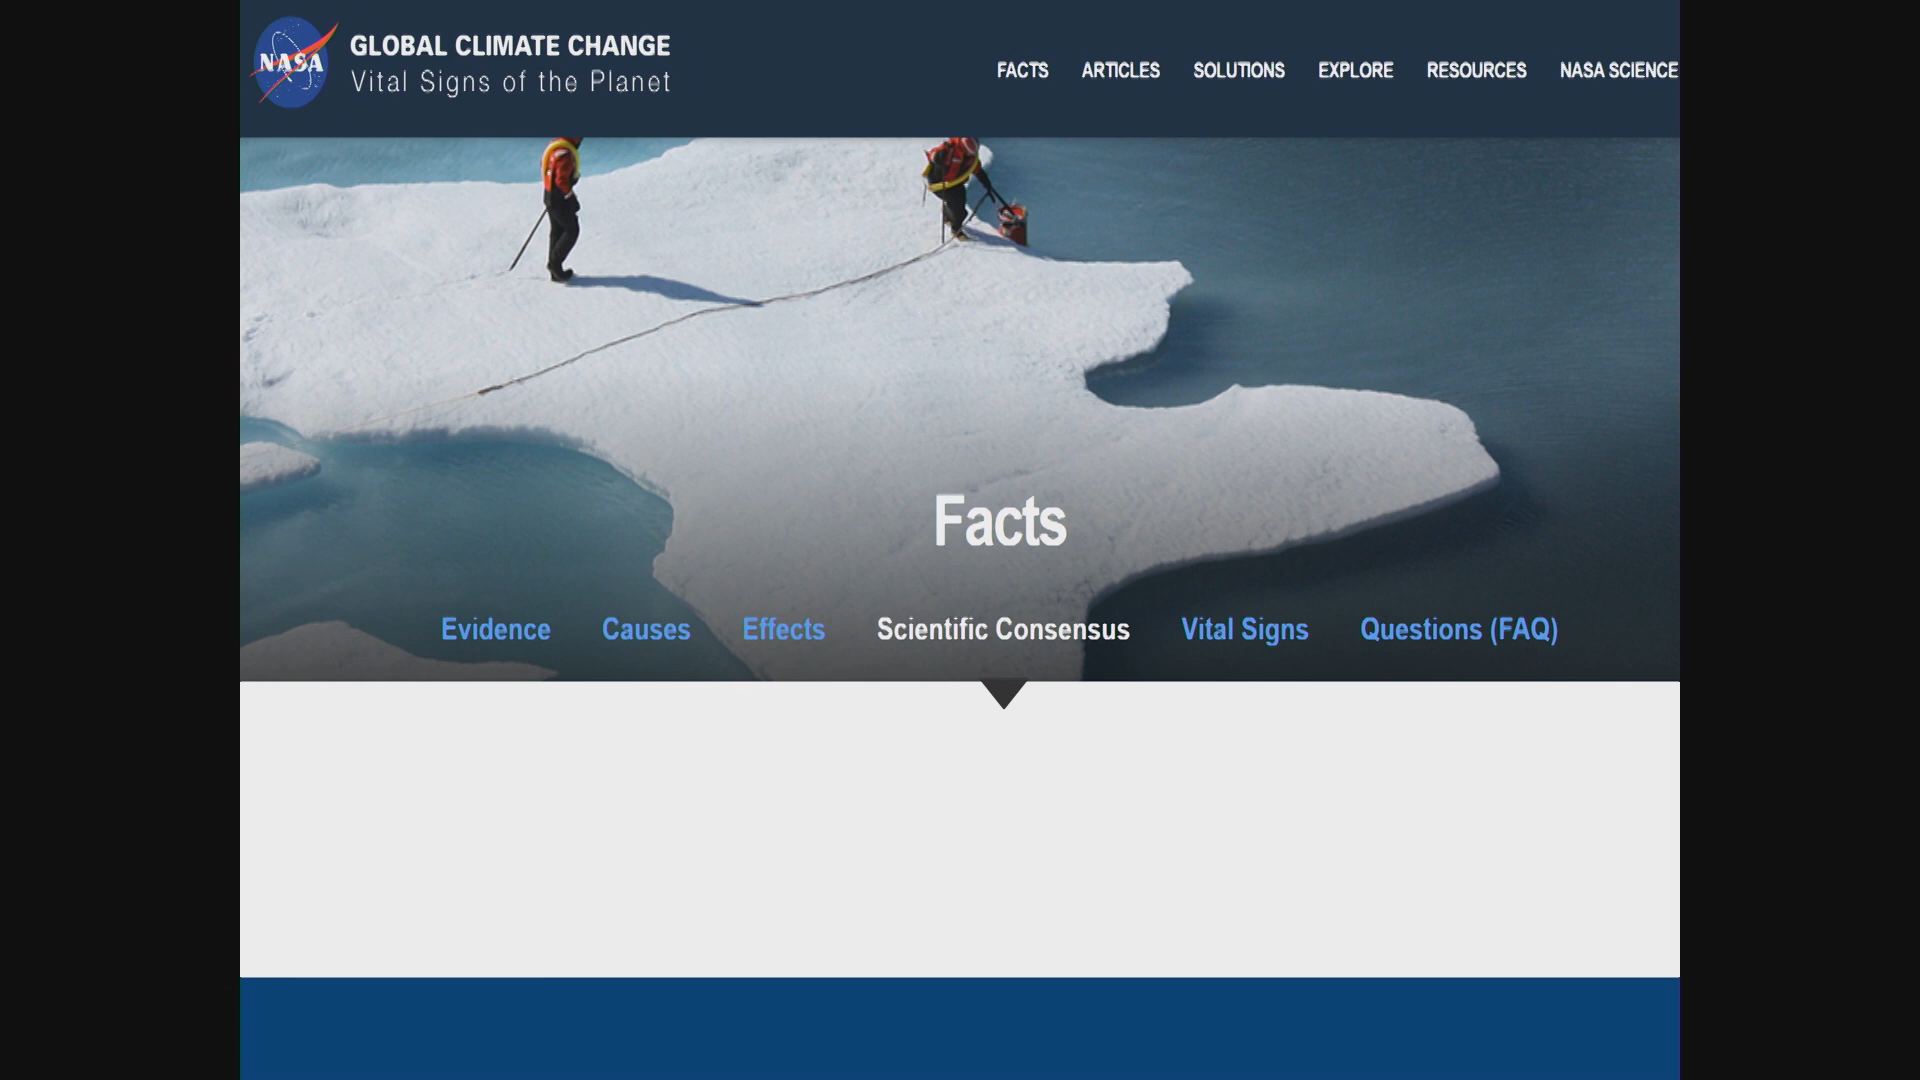 NASA
GLOBAL CLIMATE CHANGE
Vital Signs of the Planet
FACTS ARTICLES SOLUTIONS EXPLORE RESOURCES NASA SCIENCE
Facts
Evidence Causes Effects Scientific Consensus Vital Signs Questions (FAQ)